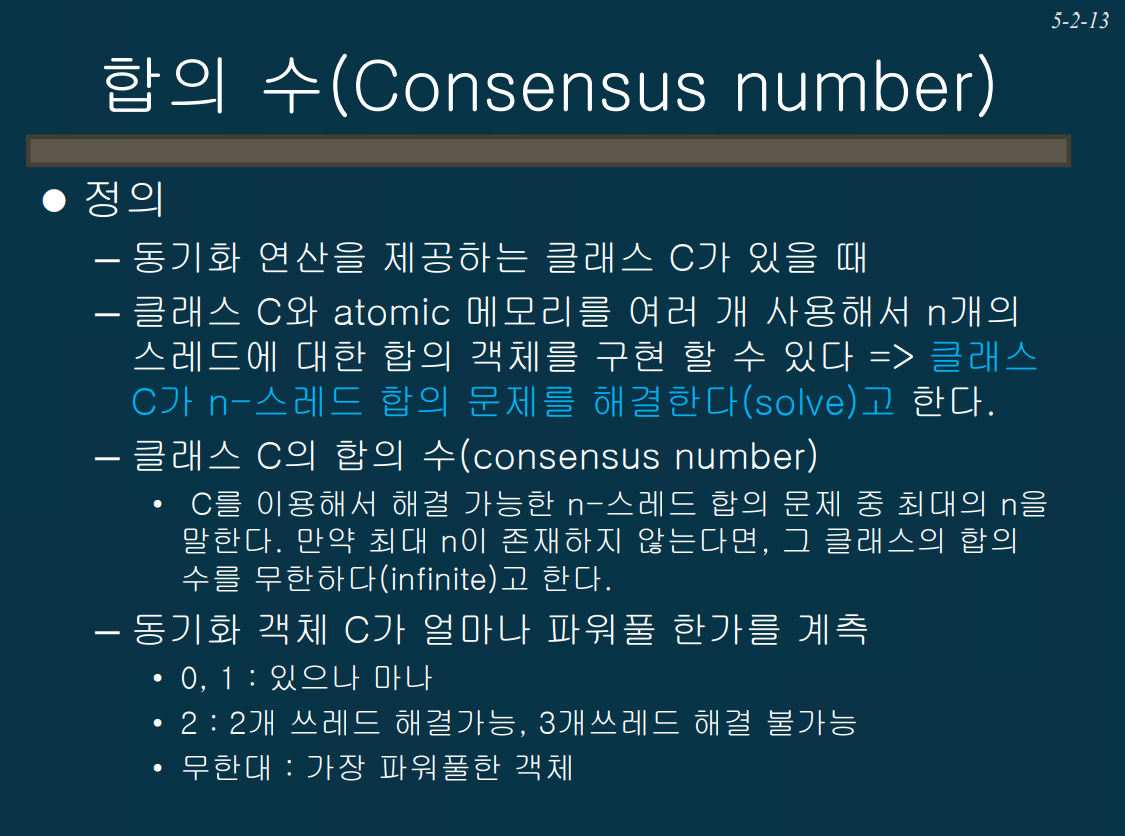 5-2-13
합의 수(Consensus number)
● 정의
– 동기화 연산을 제공하는 클래스 C가 있을 때
– 클래스 C와 atomic 메모리를 여러 개 사용해서 n개의
스레드에 대한 합의 객체를 구현 할 수 있다 => 클래스
C가 n-스레드 합의 문제를 해결한다(solve)고 한다.
– 클래스 C의 합의 수(consensus number)
• C를 이용해서 해결 가능한 n-스레드 합의 문제 중 최대의 n을
말한다. 만약 최대 n이 존재하지 않는다면, 그 클래스의 합의
수를 무한하다(infinite)고 한다.
– 동기화 객체 C가 얼마나 파워풀 한가를 계측
• 0, 1 : 있으나 마나
• 2 : 2개 쓰레드 해결가능, 3개쓰레드 해결 불가능
• 무한대 : 가장 파워풀한 객체